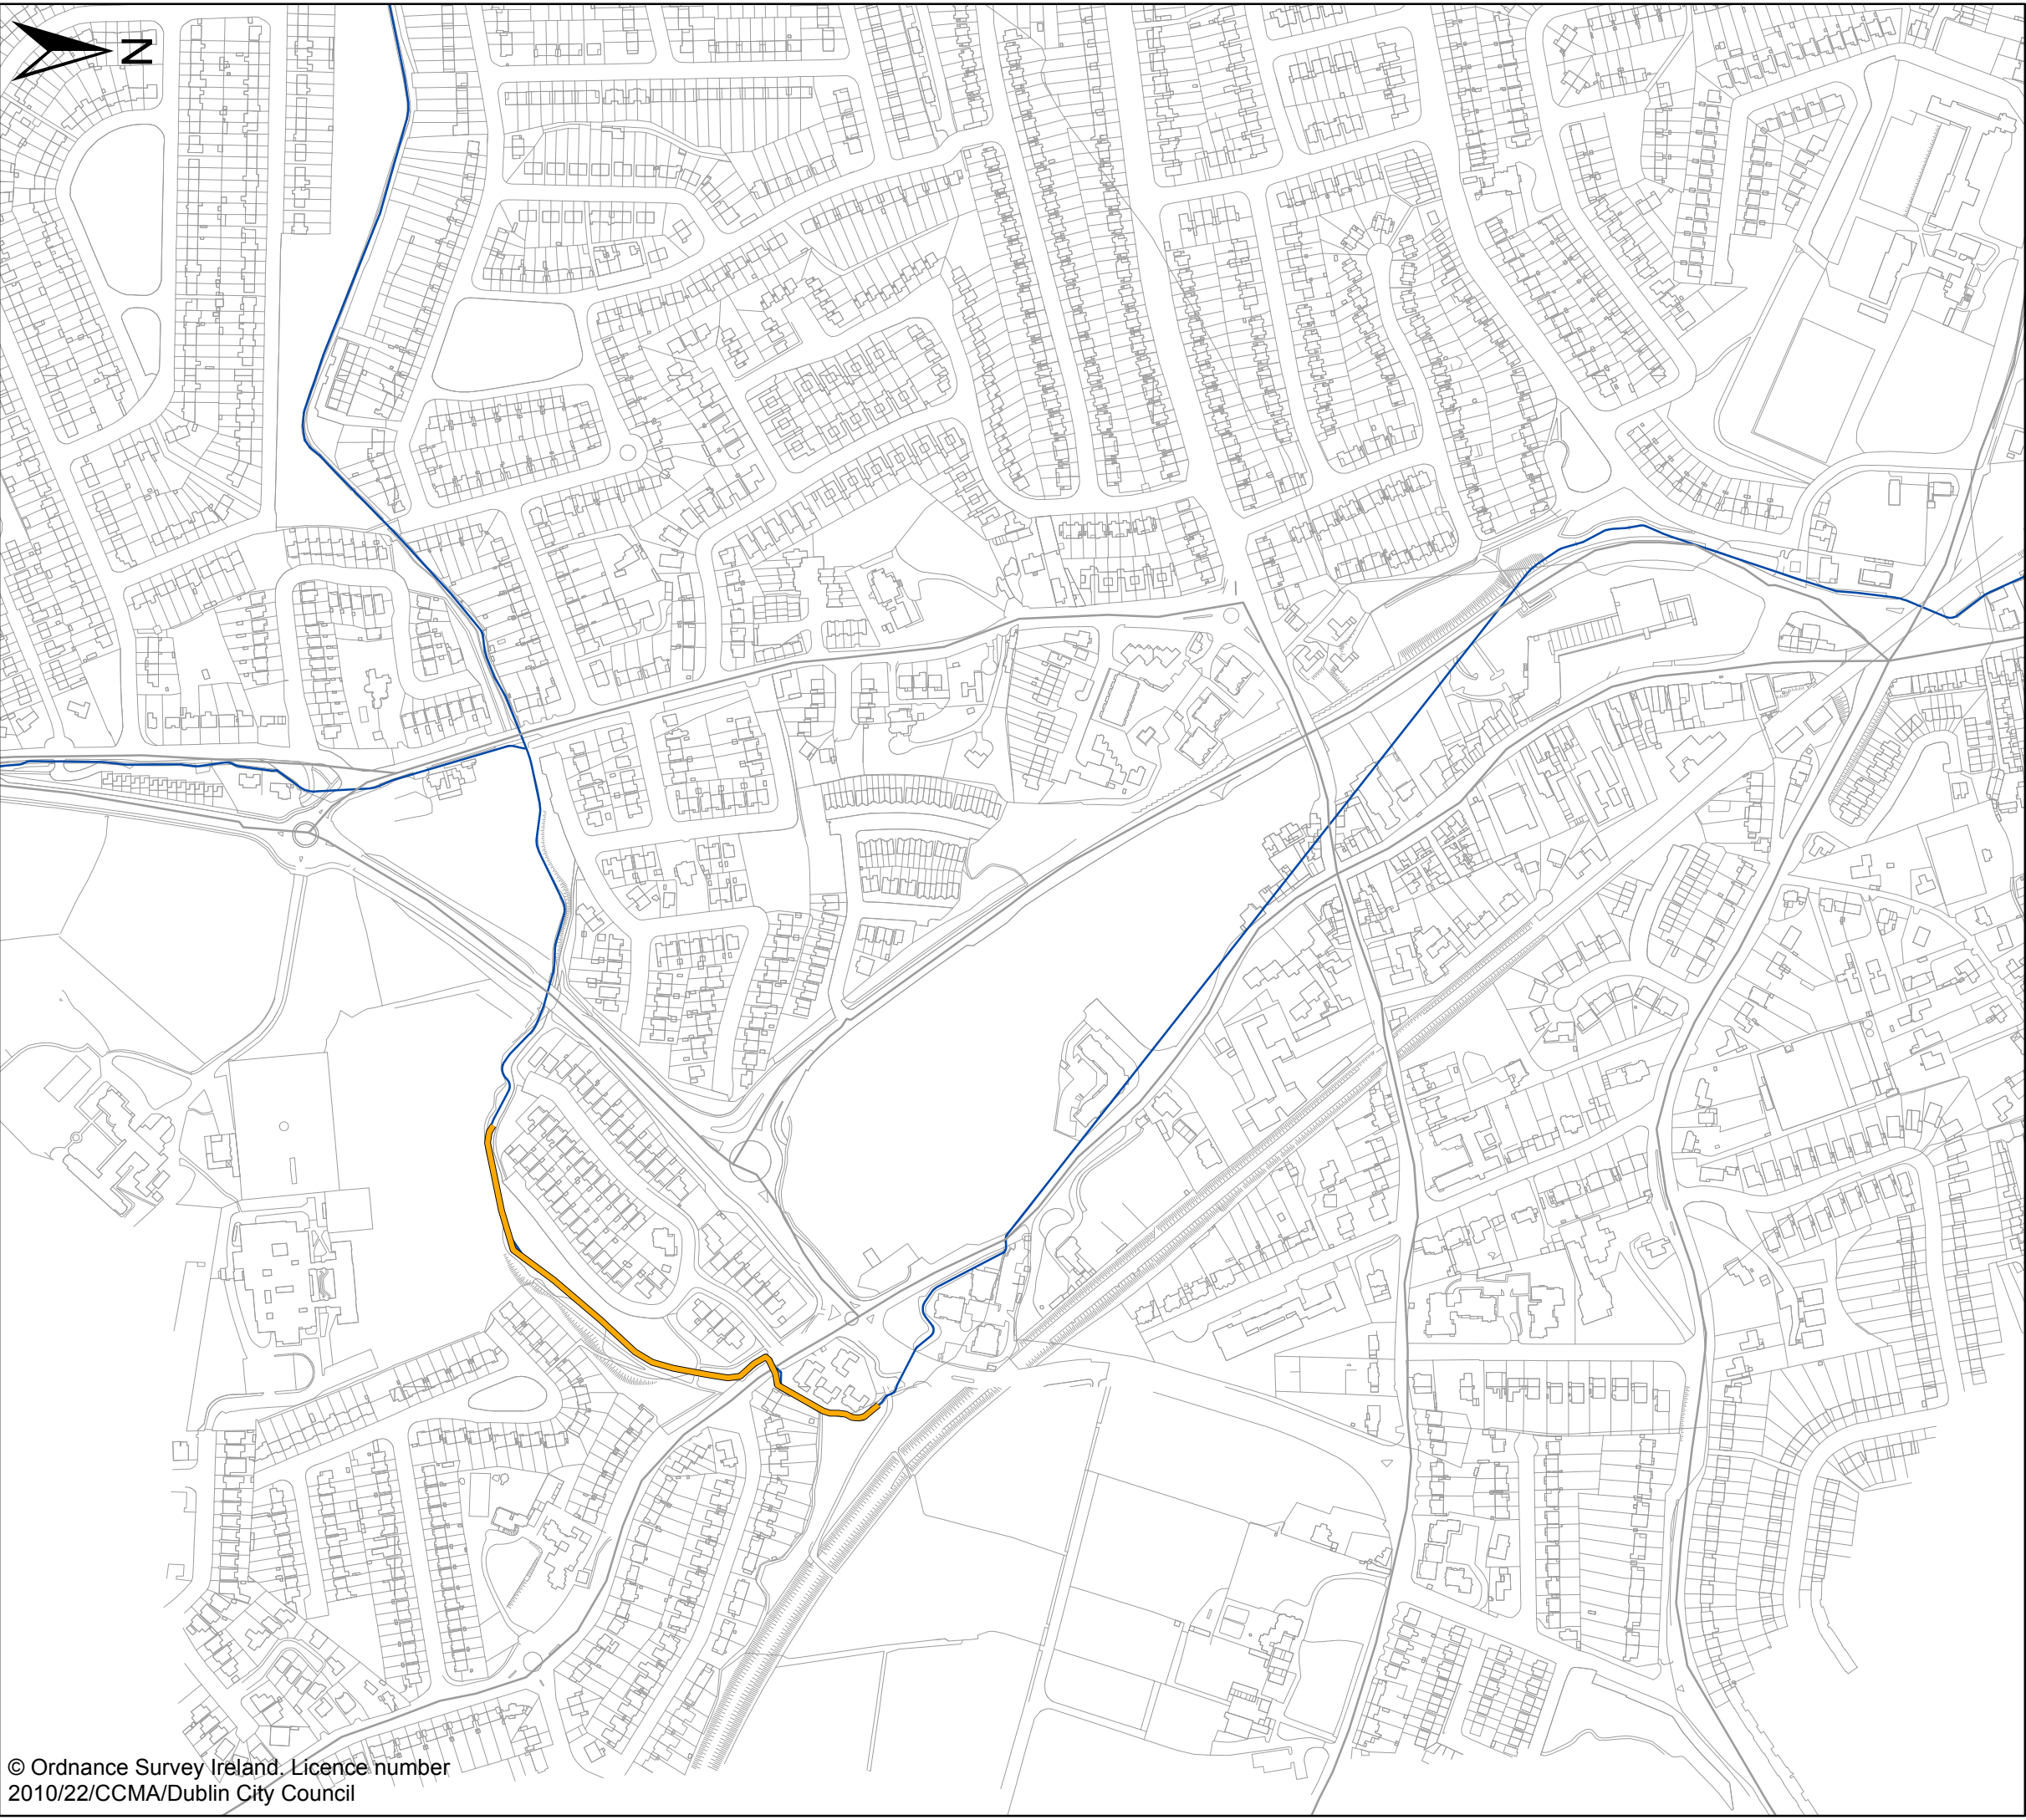 N
© Ordnance Survey Ireland. Licence number
2010/22/CCMA/Dublin City Council